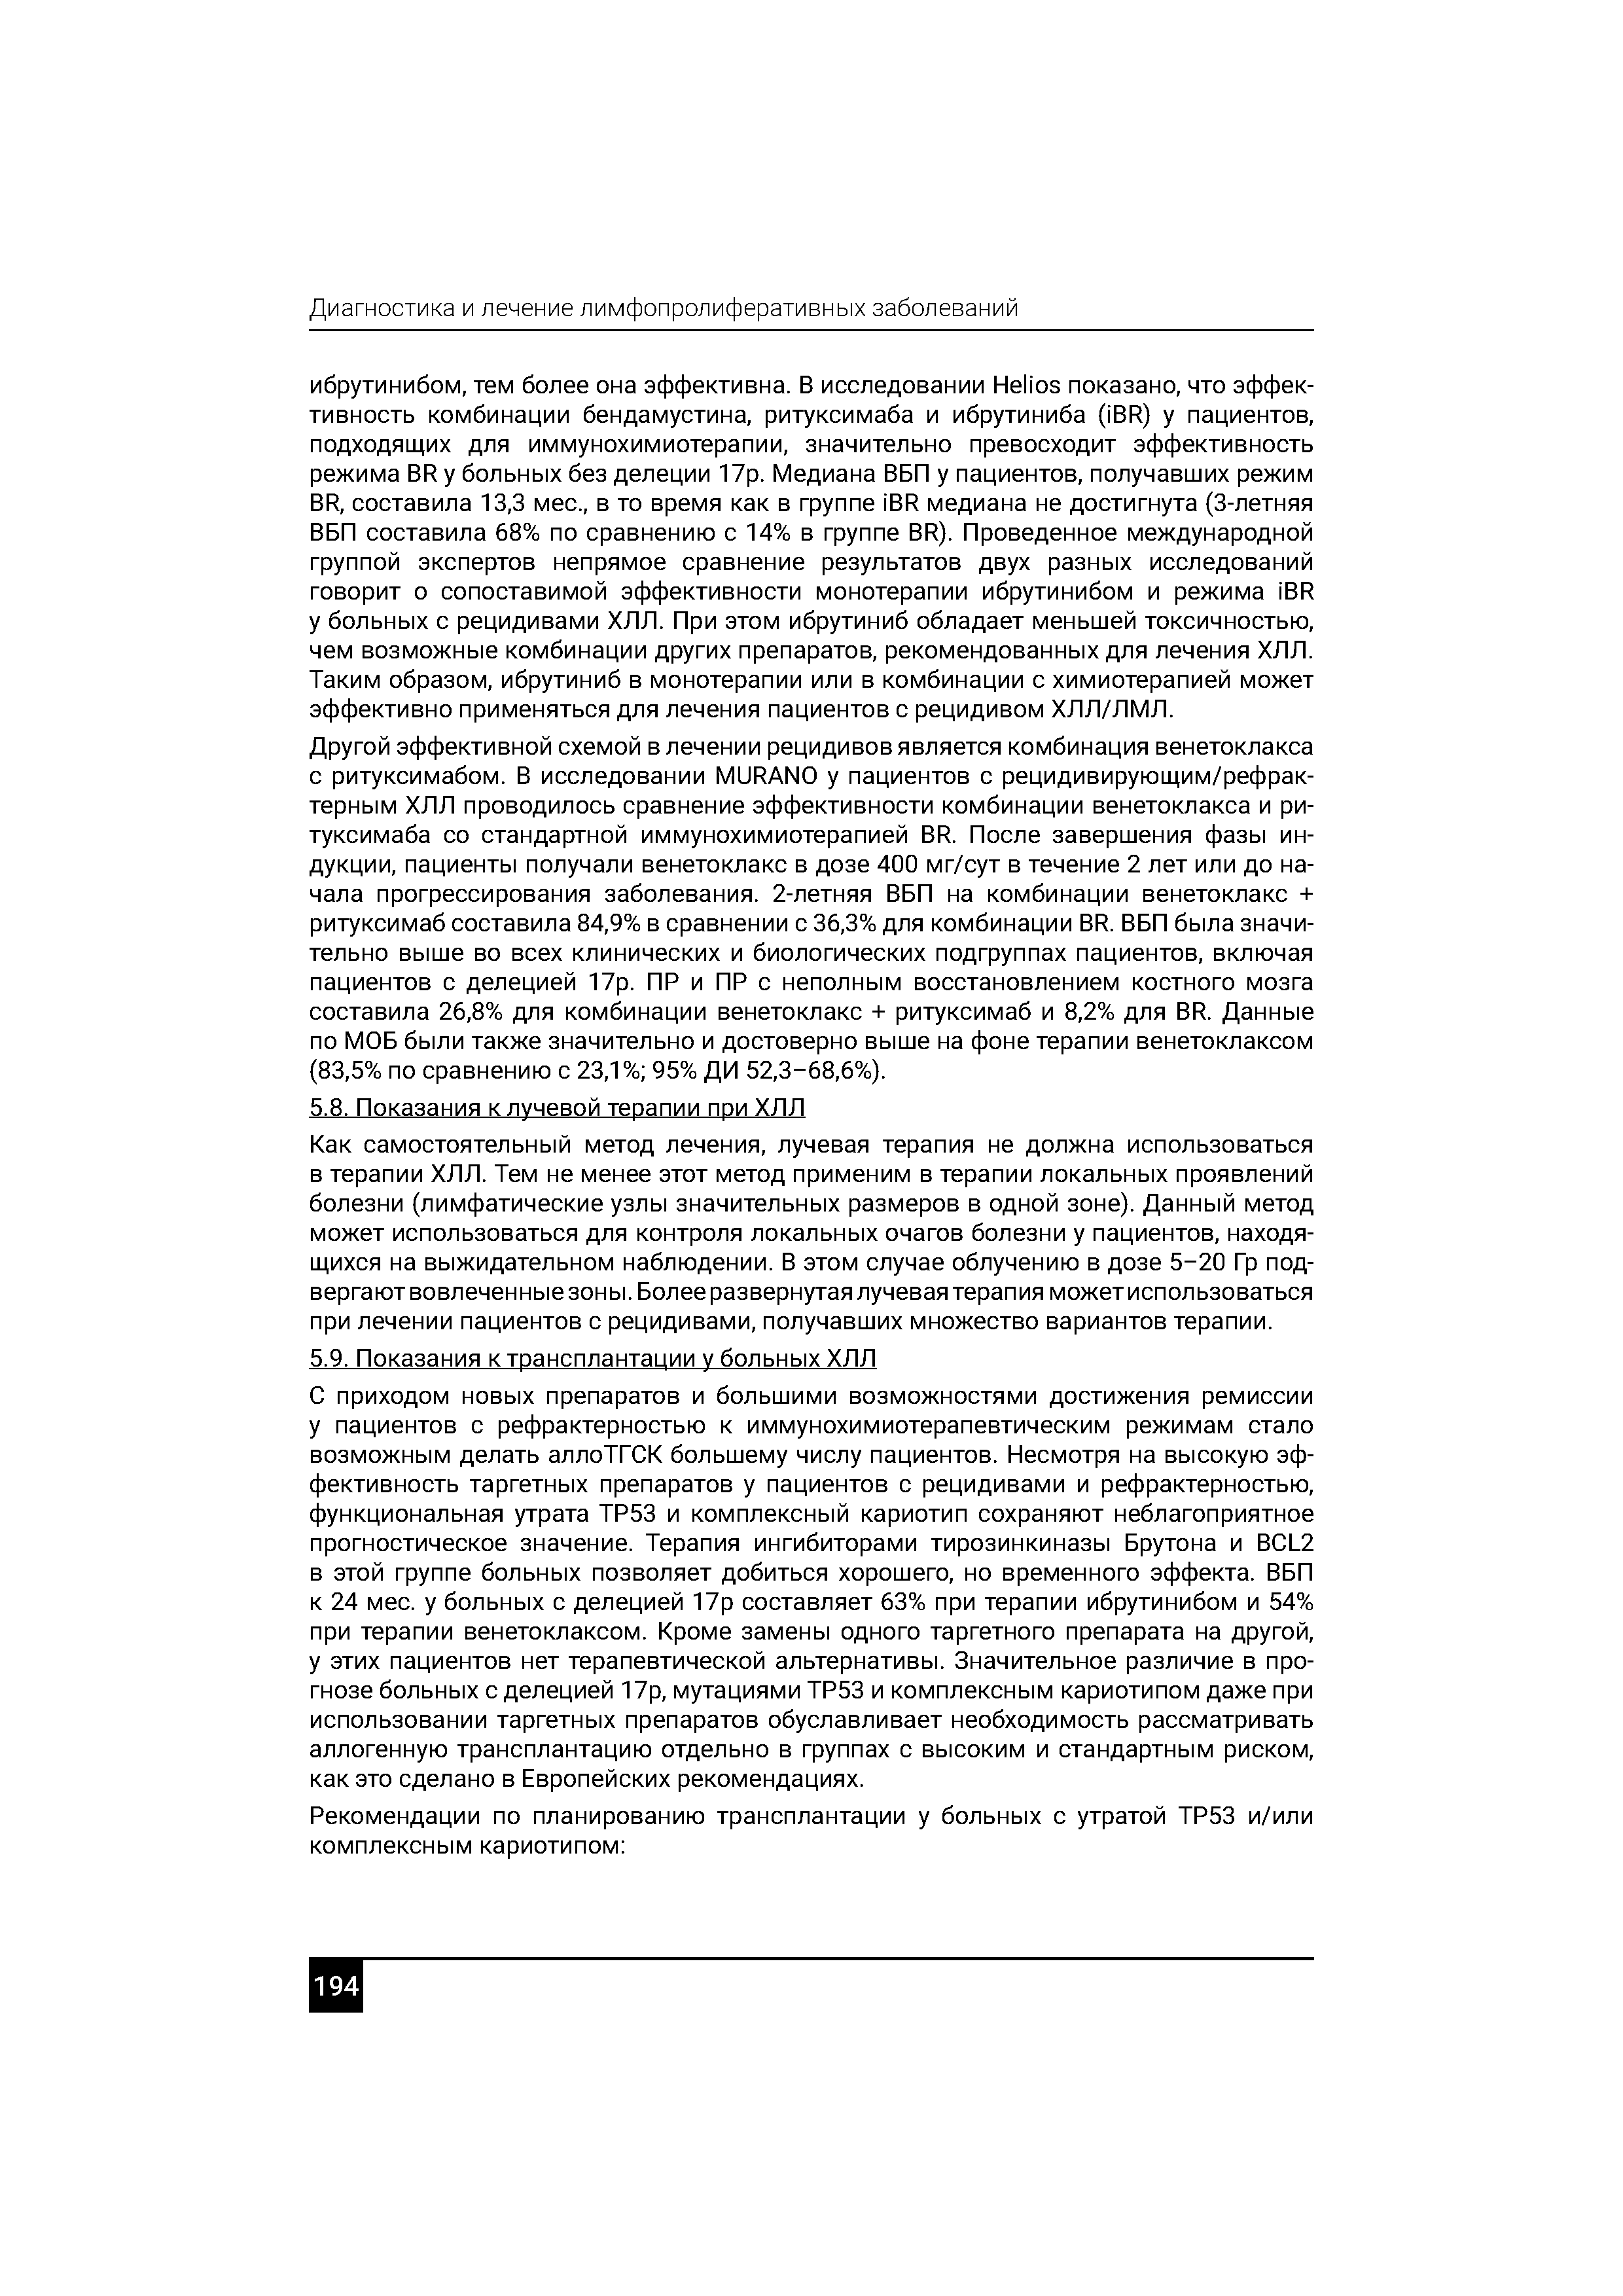 Диагностика и лечение лимфопролиферативных заболеваний
ибрутинибом, тем более она эффективна. В исследовании Helios показано, что эффек-
тивность комбинации бендамустина, ритуксимаба и ибрутиниба (iBR) у пациентов,
подходящих для иммунохимиотерапии, значительно превосходит эффективность
режима BR у больных без делеции 17p. Медиана ВБП у пациентов, получавших режим
BR, составила 13,3 мес., в то время как в группе iBR медиана не достигнута (3-летняя
ВБП составила 68% по сравнению с 14% в группе BR). Проведенное международной
группой экспертов непрямое сравнение результатов двух разных исследований
говорит о сопоставимой эффективности монотерапии ибрутинибом и режима iBR
у больных с рецидивами ХЛЛ. При этом ибрутиниб обладает меньшей токсичностью,
чем возможные комбинации других препаратов, рекомендованных для лечения ХЛЛ.
Таким образом, ибрутиниб в монотерапии или в комбинации с химиотерапией может
эффективно применяться для лечения пациентов с рецидивом ХЛЛ/ЛМЛ.
Другой эффективной схемой в лечении рецидивов является комбинация венетоклакса
с ритуксимабом. В исследовании MURANO у пациентов с рецидивирующим/рефрак-
терным ХЛЛ проводилось сравнение эффективности комбинации венетоклакса и ри-
туксимаба со стандартной иммунохимиотерапией BR. После завершения фазы ин-
дукции, пациенты получали венетоклакс в дозе 400 мг/сут в течение 2 лет или до на-
чала прогрессирования заболевания. 2-летняя ВБП на комбинации венетоклакс +
ритуксимаб составила 84,9% в сравнении с 36,3% для комбинации BR. ВБП была значи-
тельно выше во всех клинических и биологических подгруппах пациентов, включая
пациентов с делецией 17p. ПР и ПР с неполным восстановлением костного мозга
составила 26,8% для комбинации венетоклакс + ритуксимаб и 8,2% для BR. Данные
по МОБ были также значительно и достоверно выше на фоне терапии венетоклаксом
(83,5% по сравнению с 23,1%; 95% ДИ 52,3–68,6%).
5.8. Показания к лучевой терапии при ХЛЛ
Как самостоятельный метод лечения, лучевая терапия не должна использоваться
в терапии ХЛЛ. Тем не менее этот метод применим в терапии локальных проявлений
болезни (лимфатические узлы значительных размеров в одной зоне). Данный метод
может использоваться для контроля локальных очагов болезни у пациентов, находя-
щихся на выжидательном наблюдении. В этом случае облучению в дозе 5–20 Гр под-
вергают вовлеченные зоны. Более развернутая лучевая терапия может использоваться
при лечении пациентов с рецидивами, получавших множество вариантов терапии.
5.9. Показания к трансплантации у больных ХЛЛ
С приходом новых препаратов и большими возможностями достижения ремиссии
у пациентов с рефрактерностью к иммунохимиотерапевтическим режимам стало
возможным делать аллоТГСК большему числу пациентов. Несмотря на высокую эф-
фективность таргетных препаратов у пациентов с рецидивами и рефрактерностью,
функциональная утрата TP53 и комплексный кариотип сохраняют неблагоприятное
прогностическое значение. Терапия ингибиторами тирозинкиназы Брутона и BCL2
в этой группе больных позволяет добиться хорошего, но временного эффекта. ВБП
к 24 мес. у больных с делецией 17p составляет 63% при терапии ибрутинибом и 54%
при терапии венетоклаксом. Кроме замены одного таргетного препарата на другой,
у этих пациентов нет терапевтической альтернативы. Значительное различие в про-
гнозе больных с делецией 17p, мутациями TP53 и комплексным кариотипом даже при
использовании таргетных препаратов обуславливает необходимость рассматривать
аллогенную трансплантацию отдельно в группах с высоким и стандартным риском,
как это сделано в Европейских рекомендациях.
Рекомендации по планированию трансплантации у больных с утратой TP53 и/или
комплексным кариотипом:
194